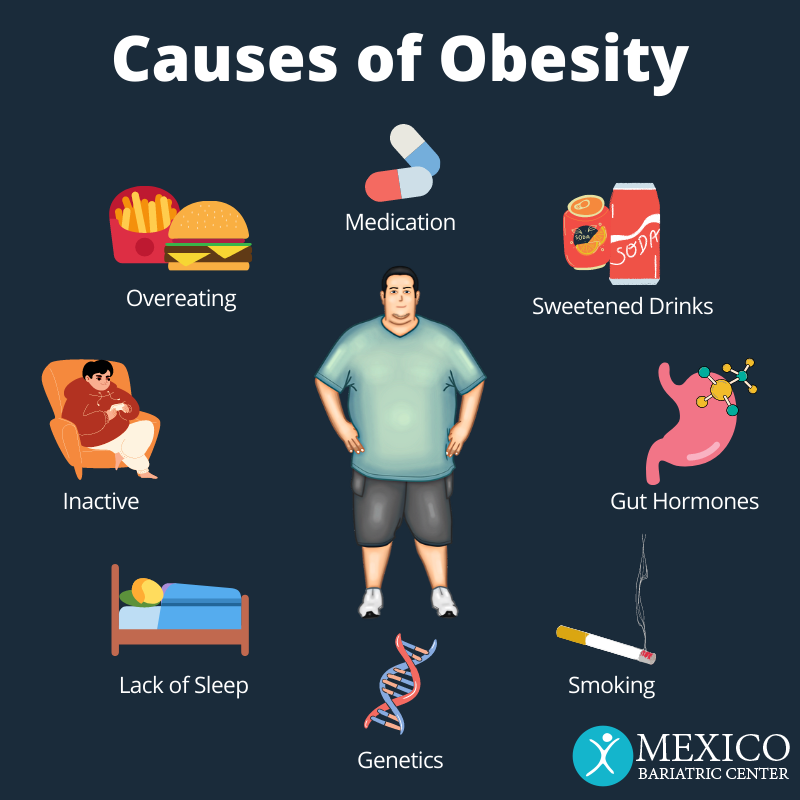 Causes of Obesity
Medication
SODA
SODA
Overeating
Sweetened Drinks
Inactive
Gut Hormones
Lack of Sleep
Smoking
Genetics
MEXICO
BARIATRIC CENTER